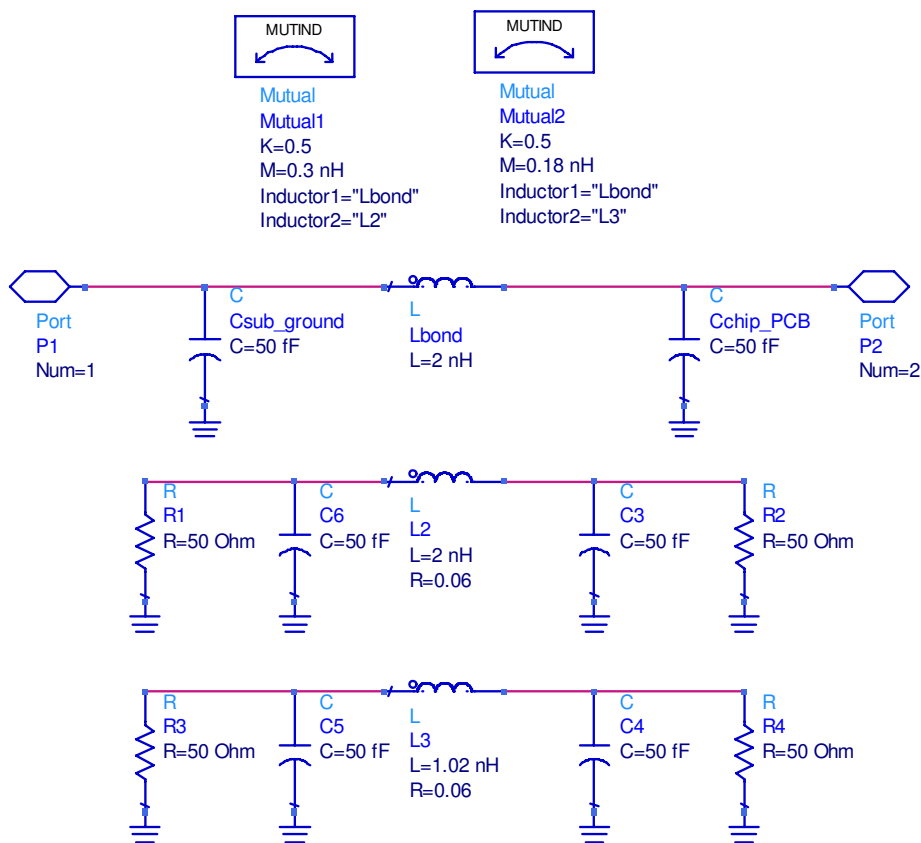 MUTIND
Mutual
Mutual1
K=0.5
M=0.3 nH
Inductor1="Lbond"
Inductor2="L2"
MUTIND
Mutual
Mutual2
K=0.5
M=0.18 nH
Inductor1="Lbond"
Inductor2="L3"
Port
P1
Num=1
C
Csub_ground
C=50 fF
L
Lbond
L=2 nH
C
Cchip_PCB
C=50 fF
Port
P2
Num=2
R
R1
R=50 Ohm
C
C6
C=50 fF
L
L2
L=2 nH
R=0.06
C
C3
C=50 fF
R
R2
R=50 Ohm
R
R3
R=50 Ohm
C
C5
C=50 fF
L
L3
L=1.02 nH
R=0.06
C
C4
C=50 fF
R
R4
R=50 Ohm